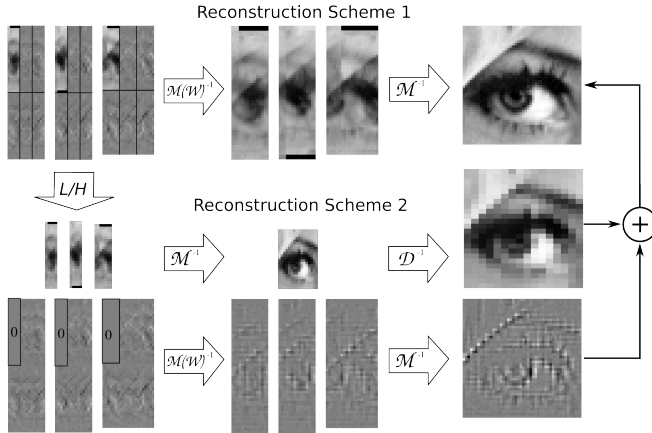 Reconstruction Scheme 1
M(W)⁻¹
M⁻¹
L/H
Reconstruction Scheme 2
M⁻¹
D⁻¹
+
0
0
0
M(W)⁻¹
M⁻¹